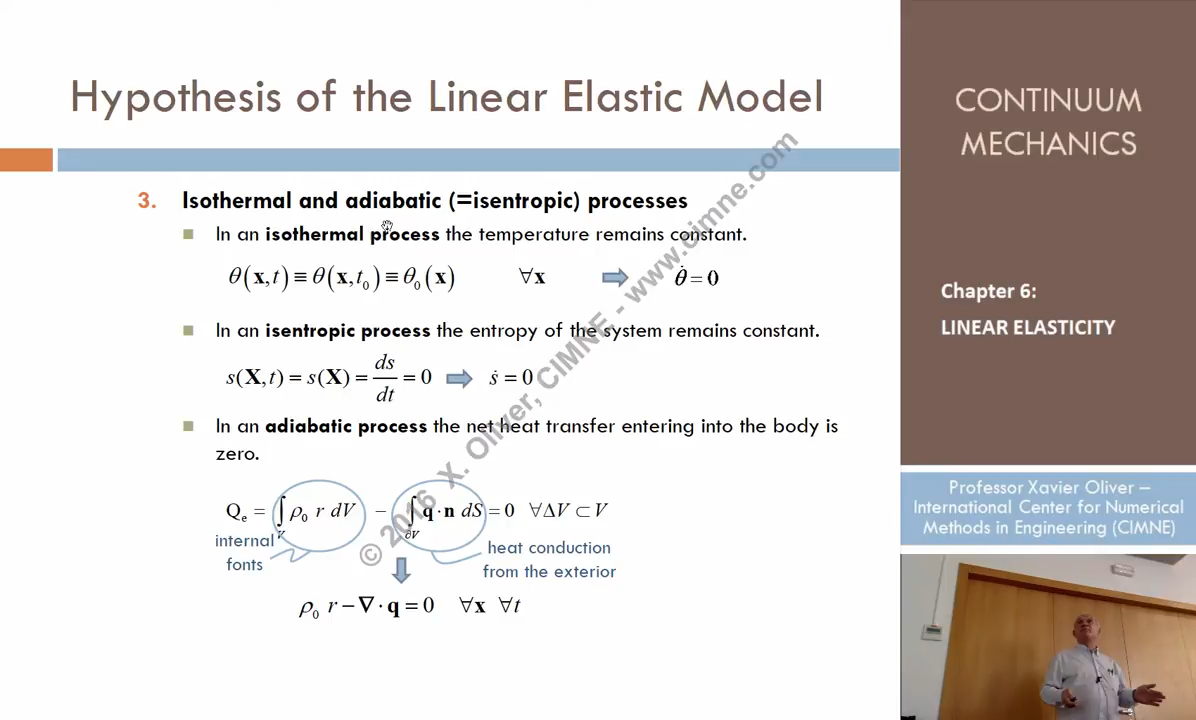 Hypothesis of the Linear Elastic Model
3. Isothermal and adiabatic (=isentropic) processes
In an isothermal process the temperature remains constant.
θ(x,t) ≡ θ(x,t₀) ≡ θ₀(x) ∀x ⇒ θ̇ = 0
In an isentropic process the entropy of the system remains constant.
s(X,t) = s(X) = ds/dt = 0 ⇒ ṡ = 0
In an adiabatic process the net heat transfer entering into the body is
zero.
Qₑ = ∫_V ρ₀ r dV − ∫_∂V q · n dS = 0 ∀ΔV ⊂ V
internal
fonts
heat conduction
from the exterior
ρ₀ r − ∇ · q = 0 ∀x ∀t
© 2016 X. Oliver, CIMNE - www.cimne.com
CONTINUUM
MECHANICS
Chapter 6:
LINEAR ELASTICITY
Professor Xavier Oliver –
International Center for Numerical
Methods in Engineering (CIMNE)